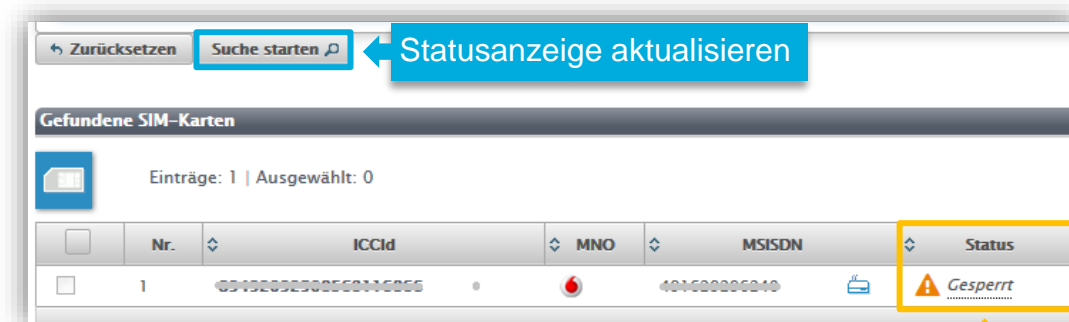 Zurücksetzen Suche starten Statusanzeige aktualisieren
Gefundene SIM-Karten
Einträge: 1 | Ausgewählt: 0
Nr. ICCId MNO MSISDN Status
1 Gesperrt